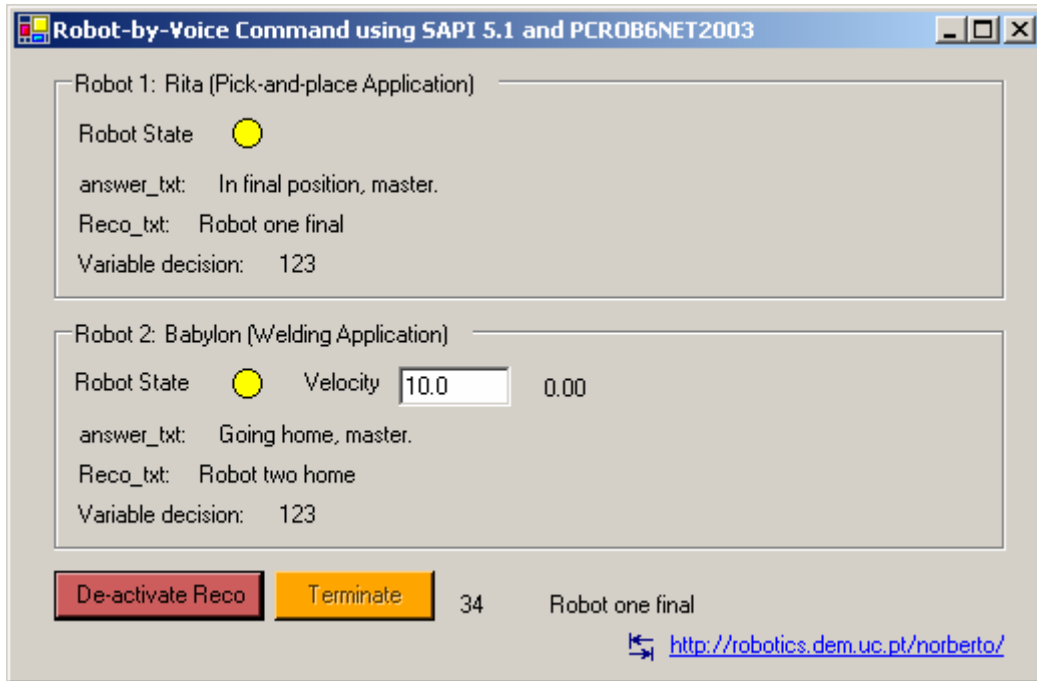 Robot-by-Voice Command using SAPI 5.1 and PCROB6NET2003
Robot 1: Rita (Pick-and-place Application)
Robot State
answer_txt: In final position, master.
Reco_txt: Robot one final
Variable decision: 123
Robot 2: Babylon (Welding Application)
Robot State Velocity 10.0 0.00
answer_txt: Going home, master.
Reco_txt: Robot two home
Variable decision: 123
De-activate Reco Terminate 34 Robot one final
http://robotics.dem.uc.pt/norberto/